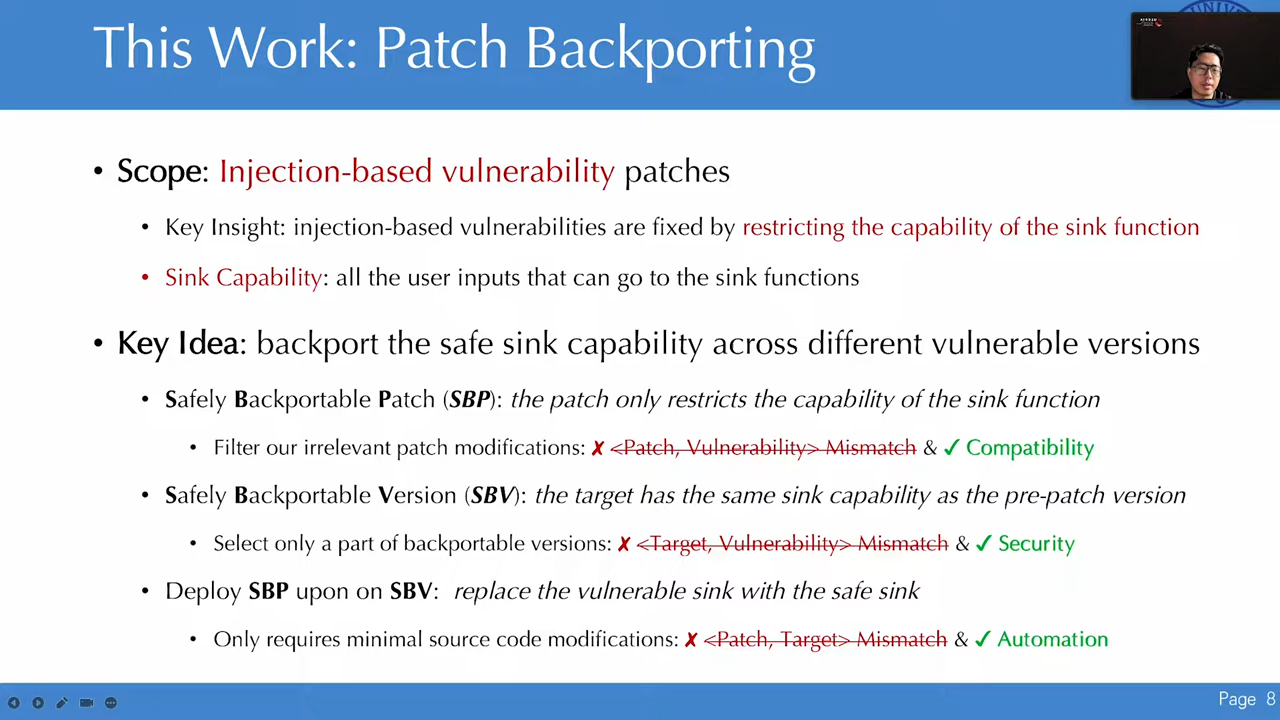 This Work: Patch Backporting
• Scope: Injection-based vulnerability patches
• Key Insight: injection-based vulnerabilities are fixed by restricting the capability of the sink function
• Sink Capability: all the user inputs that can go to the sink functions
• Key Idea: backport the safe sink capability across different vulnerable versions
• Safely Backportable Patch (SBP): the patch only restricts the capability of the sink function
• Filter our irrelevant patch modifications: ✗ <Patch, Vulnerability> Mismatch & ✓ Compatibility
• Safely Backportable Version (SBV): the target has the same sink capability as the pre-patch version
• Select only a part of backportable versions: ✗ <Target, Vulnerability> Mismatch & ✓ Security
• Deploy SBP upon on SBV: replace the vulnerable sink with the safe sink
• Only requires minimal source code modifications: ✗ <Patch, Target> Mismatch & ✓ Automation
Page 8